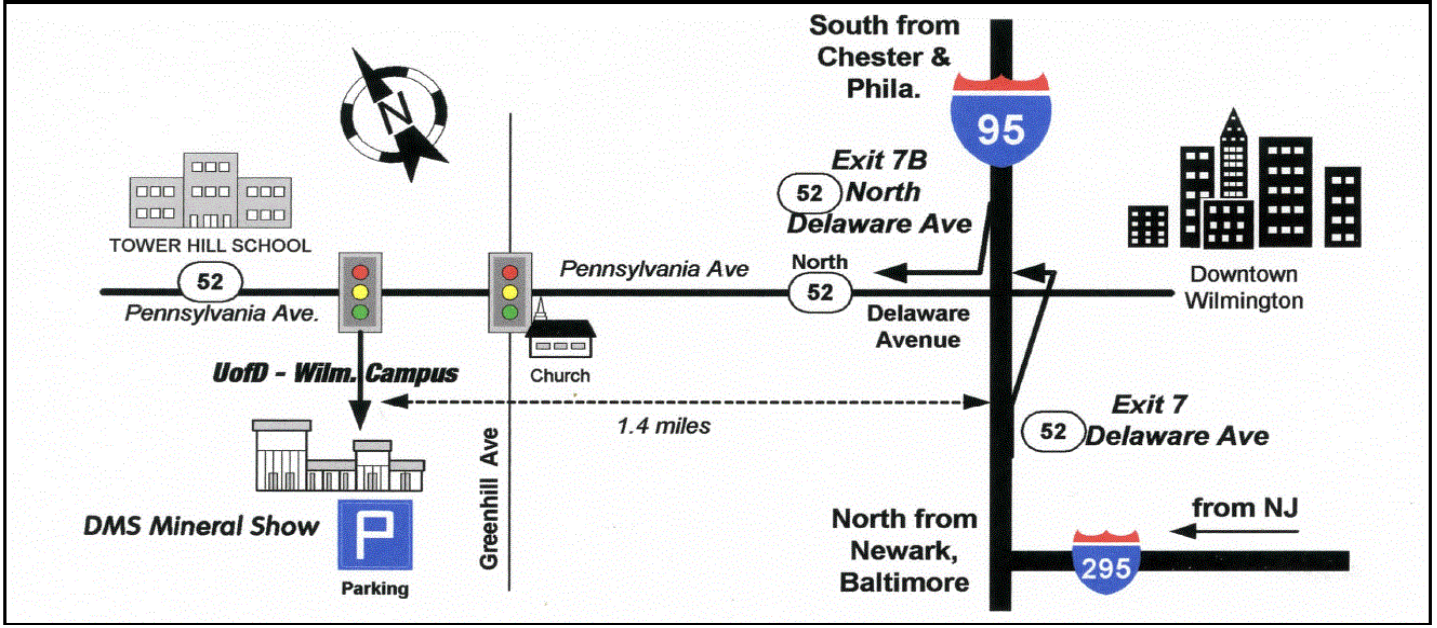 South from
Chester &
Phila.
95
N
Exit 7B
52 North
Delaware Ave
TOWER HILL SCHOOL
52
Pennsylvania Ave.
Pennsylvania Ave
North
52
Delaware
Avenue
Downtown
Wilmington
UofD - Wilm. Campus
Church
1.4 miles
Exit 7
52 Delaware Ave
Greenhill Ave
DMS Mineral Show
P
Parking
North from
Newark,
Baltimore
from NJ
295